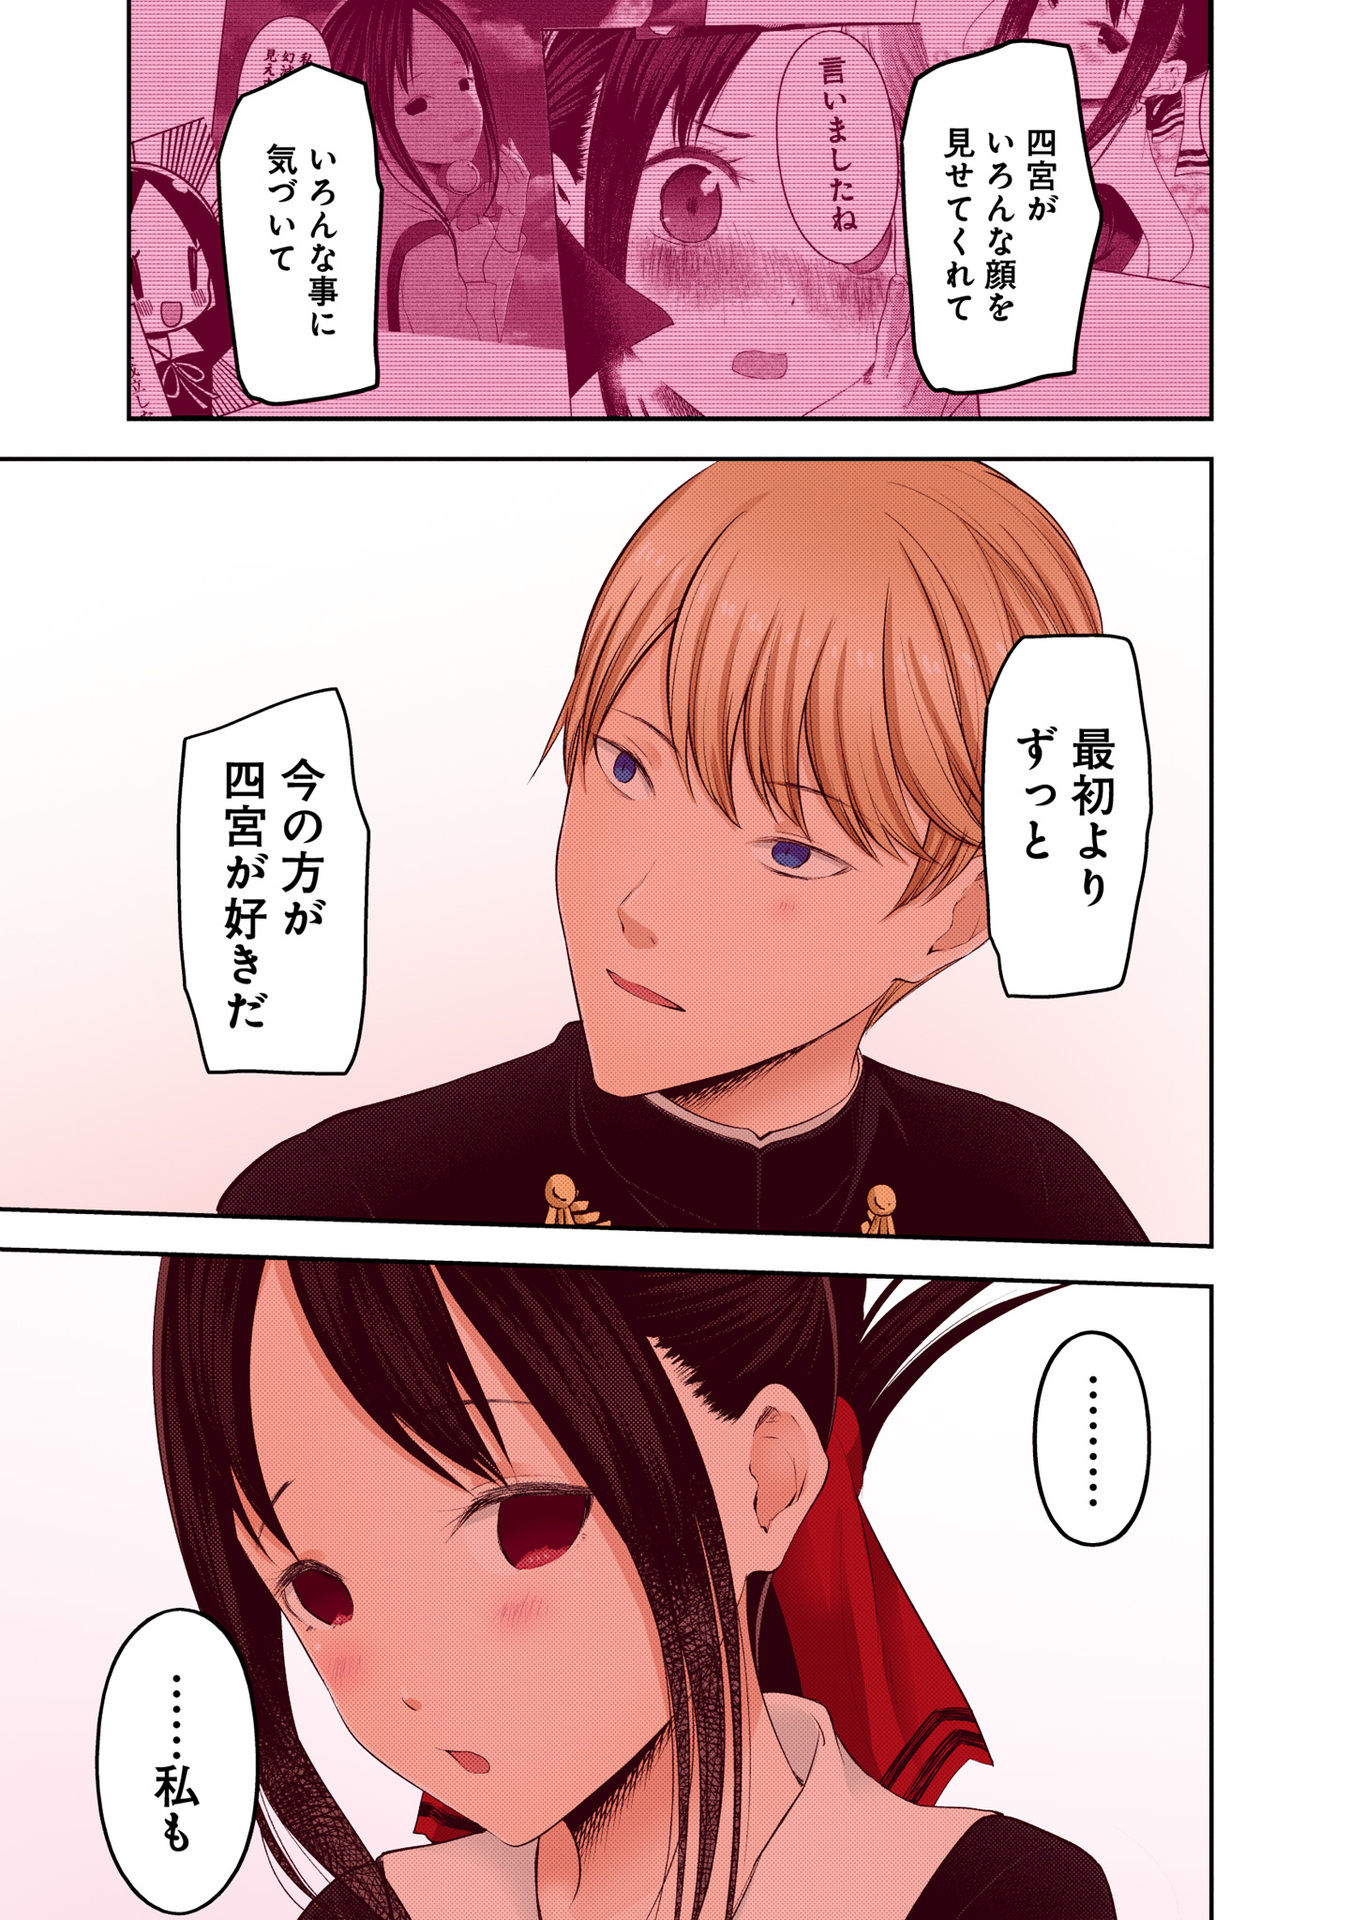 四宮が
いろんな顔を
見せてくれて
言いましたね
いろんな事に
気づいて
最初より
ずっと
今の方が
四宮が好きだ
………
……私も